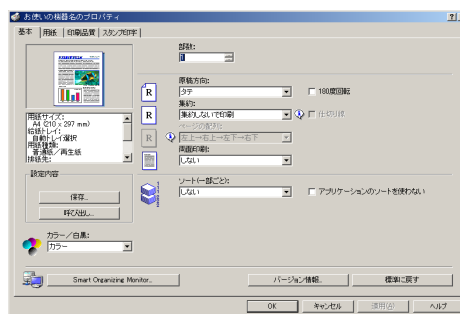 お使いの機器名のプロパティ
基本
用紙
印刷品質
スタンプ印字
部数:
1
原稿方向:
タテ
180度回転
集約:
集約しないで印刷
仕切り線
ページの配列:
左上→右上→左下→右下
両面印刷:
しない
用紙サイズ:
A4 (210 x 297 mm)
給紙トレイ:
自動トレイ選択
用紙種類:
普通紙/再生紙
排紙先:
設定内容
保存...
呼び出し...
ソート(一部ごと):
しない
アプリケーションのソートを使わない
カラー/白黒:
カラー
Smart Organizing Monitor...
バージョン情報...
標準に戻す
OK
キャンセル
適用(A)
ヘルプ